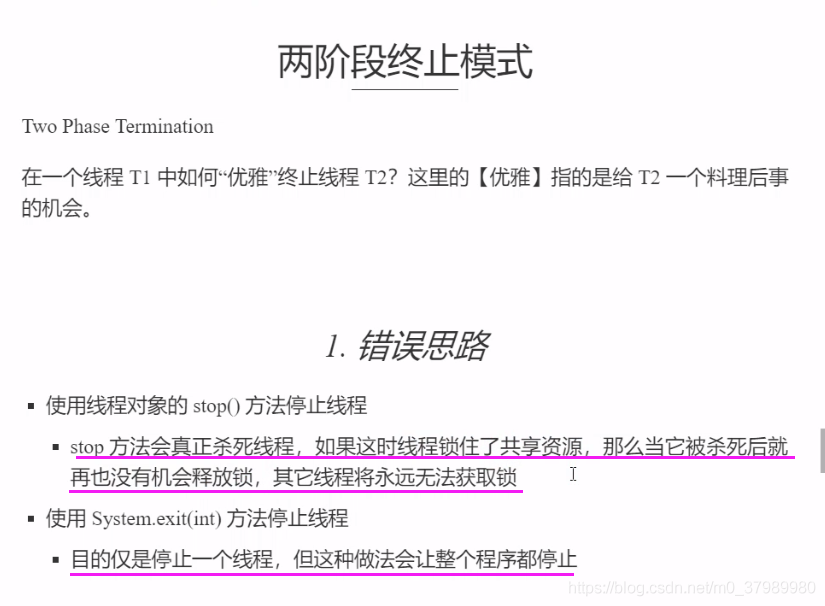 两阶段终止模式
Two Phase Termination
在一个线程 T1 中如何“优雅”终止线程 T2？这里的【优雅】指的是给 T2 一个料理后事
的机会。
1. 错误思路
▪ 使用线程对象的 stop() 方法停止线程
▪ stop 方法会真正杀死线程，如果这时线程锁住了共享资源，那么当它被杀死后就
再也没有机会释放锁，其它线程将永远无法获取锁
▪ 使用 System.exit(int) 方法停止线程
▪ 目的仅是停止一个线程，但这种做法会让整个程序都停止
https://blog.csdn.net/m0_37989980